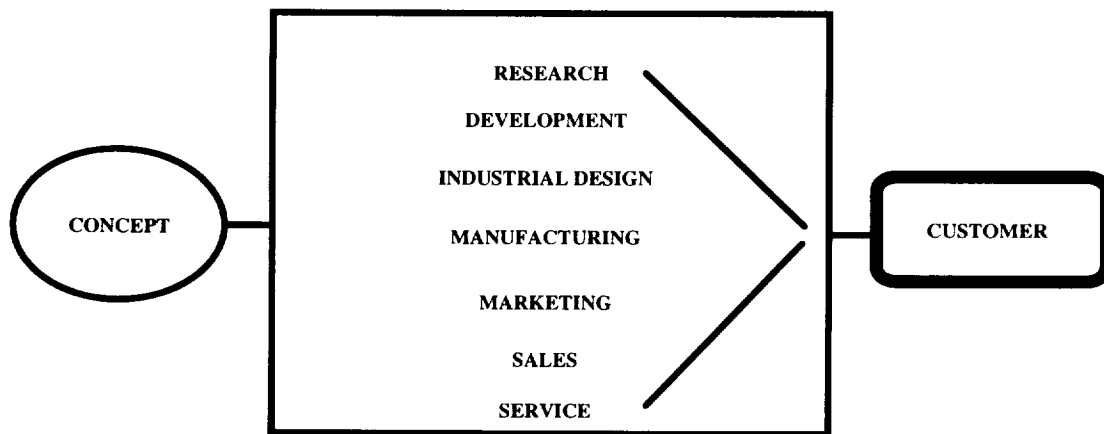 CONCEPT
RESEARCH
DEVELOPMENT
INDUSTRIAL DESIGN
MANUFACTURING
MARKETING
SALES
SERVICE
CUSTOMER